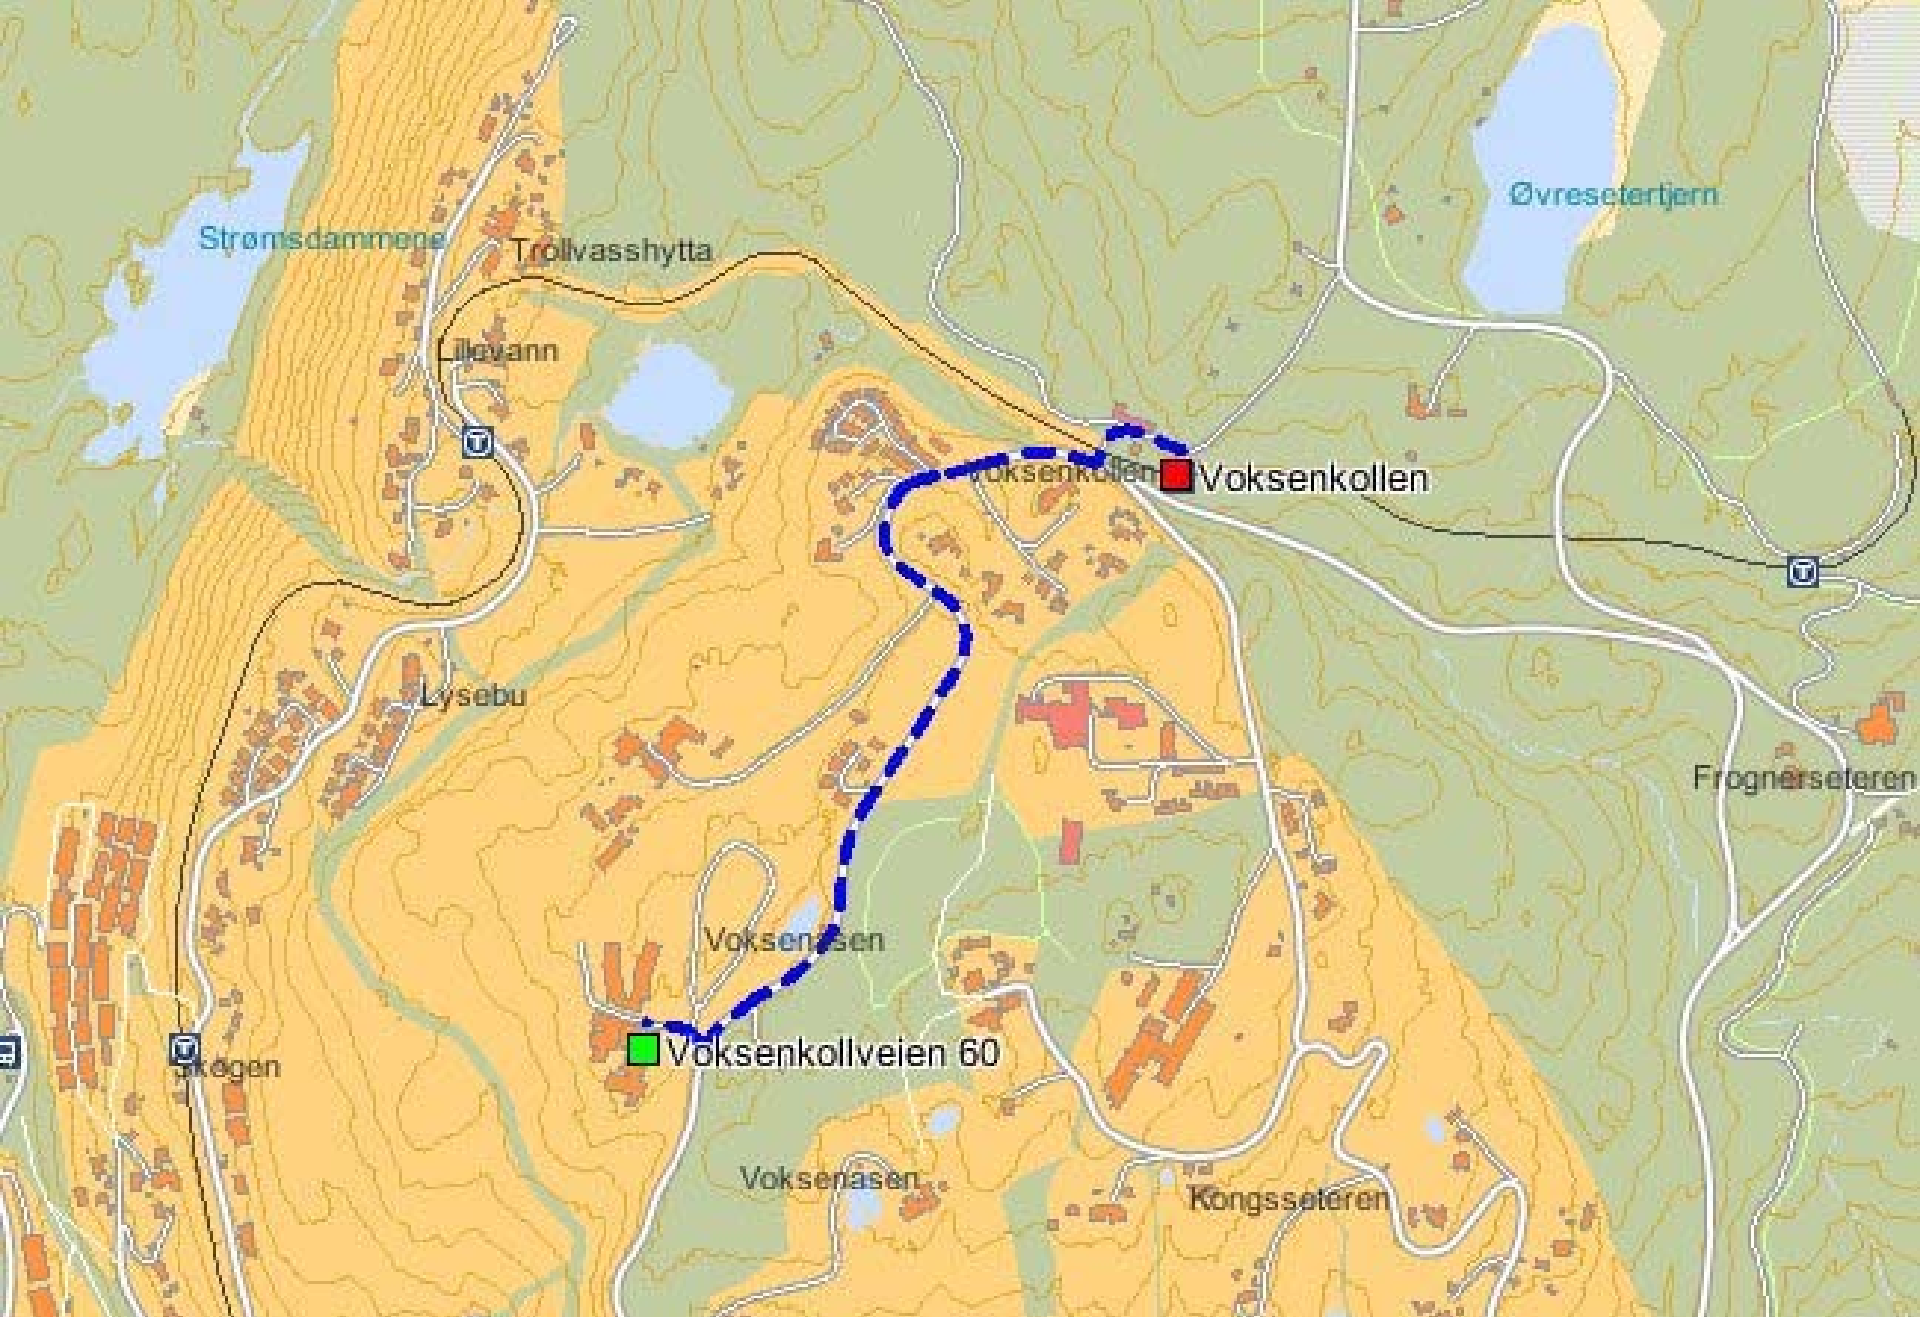 Øvresetertjern
Strømsdammene
Trollvasshytta
Lillevann
T
Voksenkollen
Voksenkollen
T
Lysebu
Frognerseteren
Voksenåsen
T
Skogen
Voksenkollveien 60
Voksenåsen
Kongsseteren